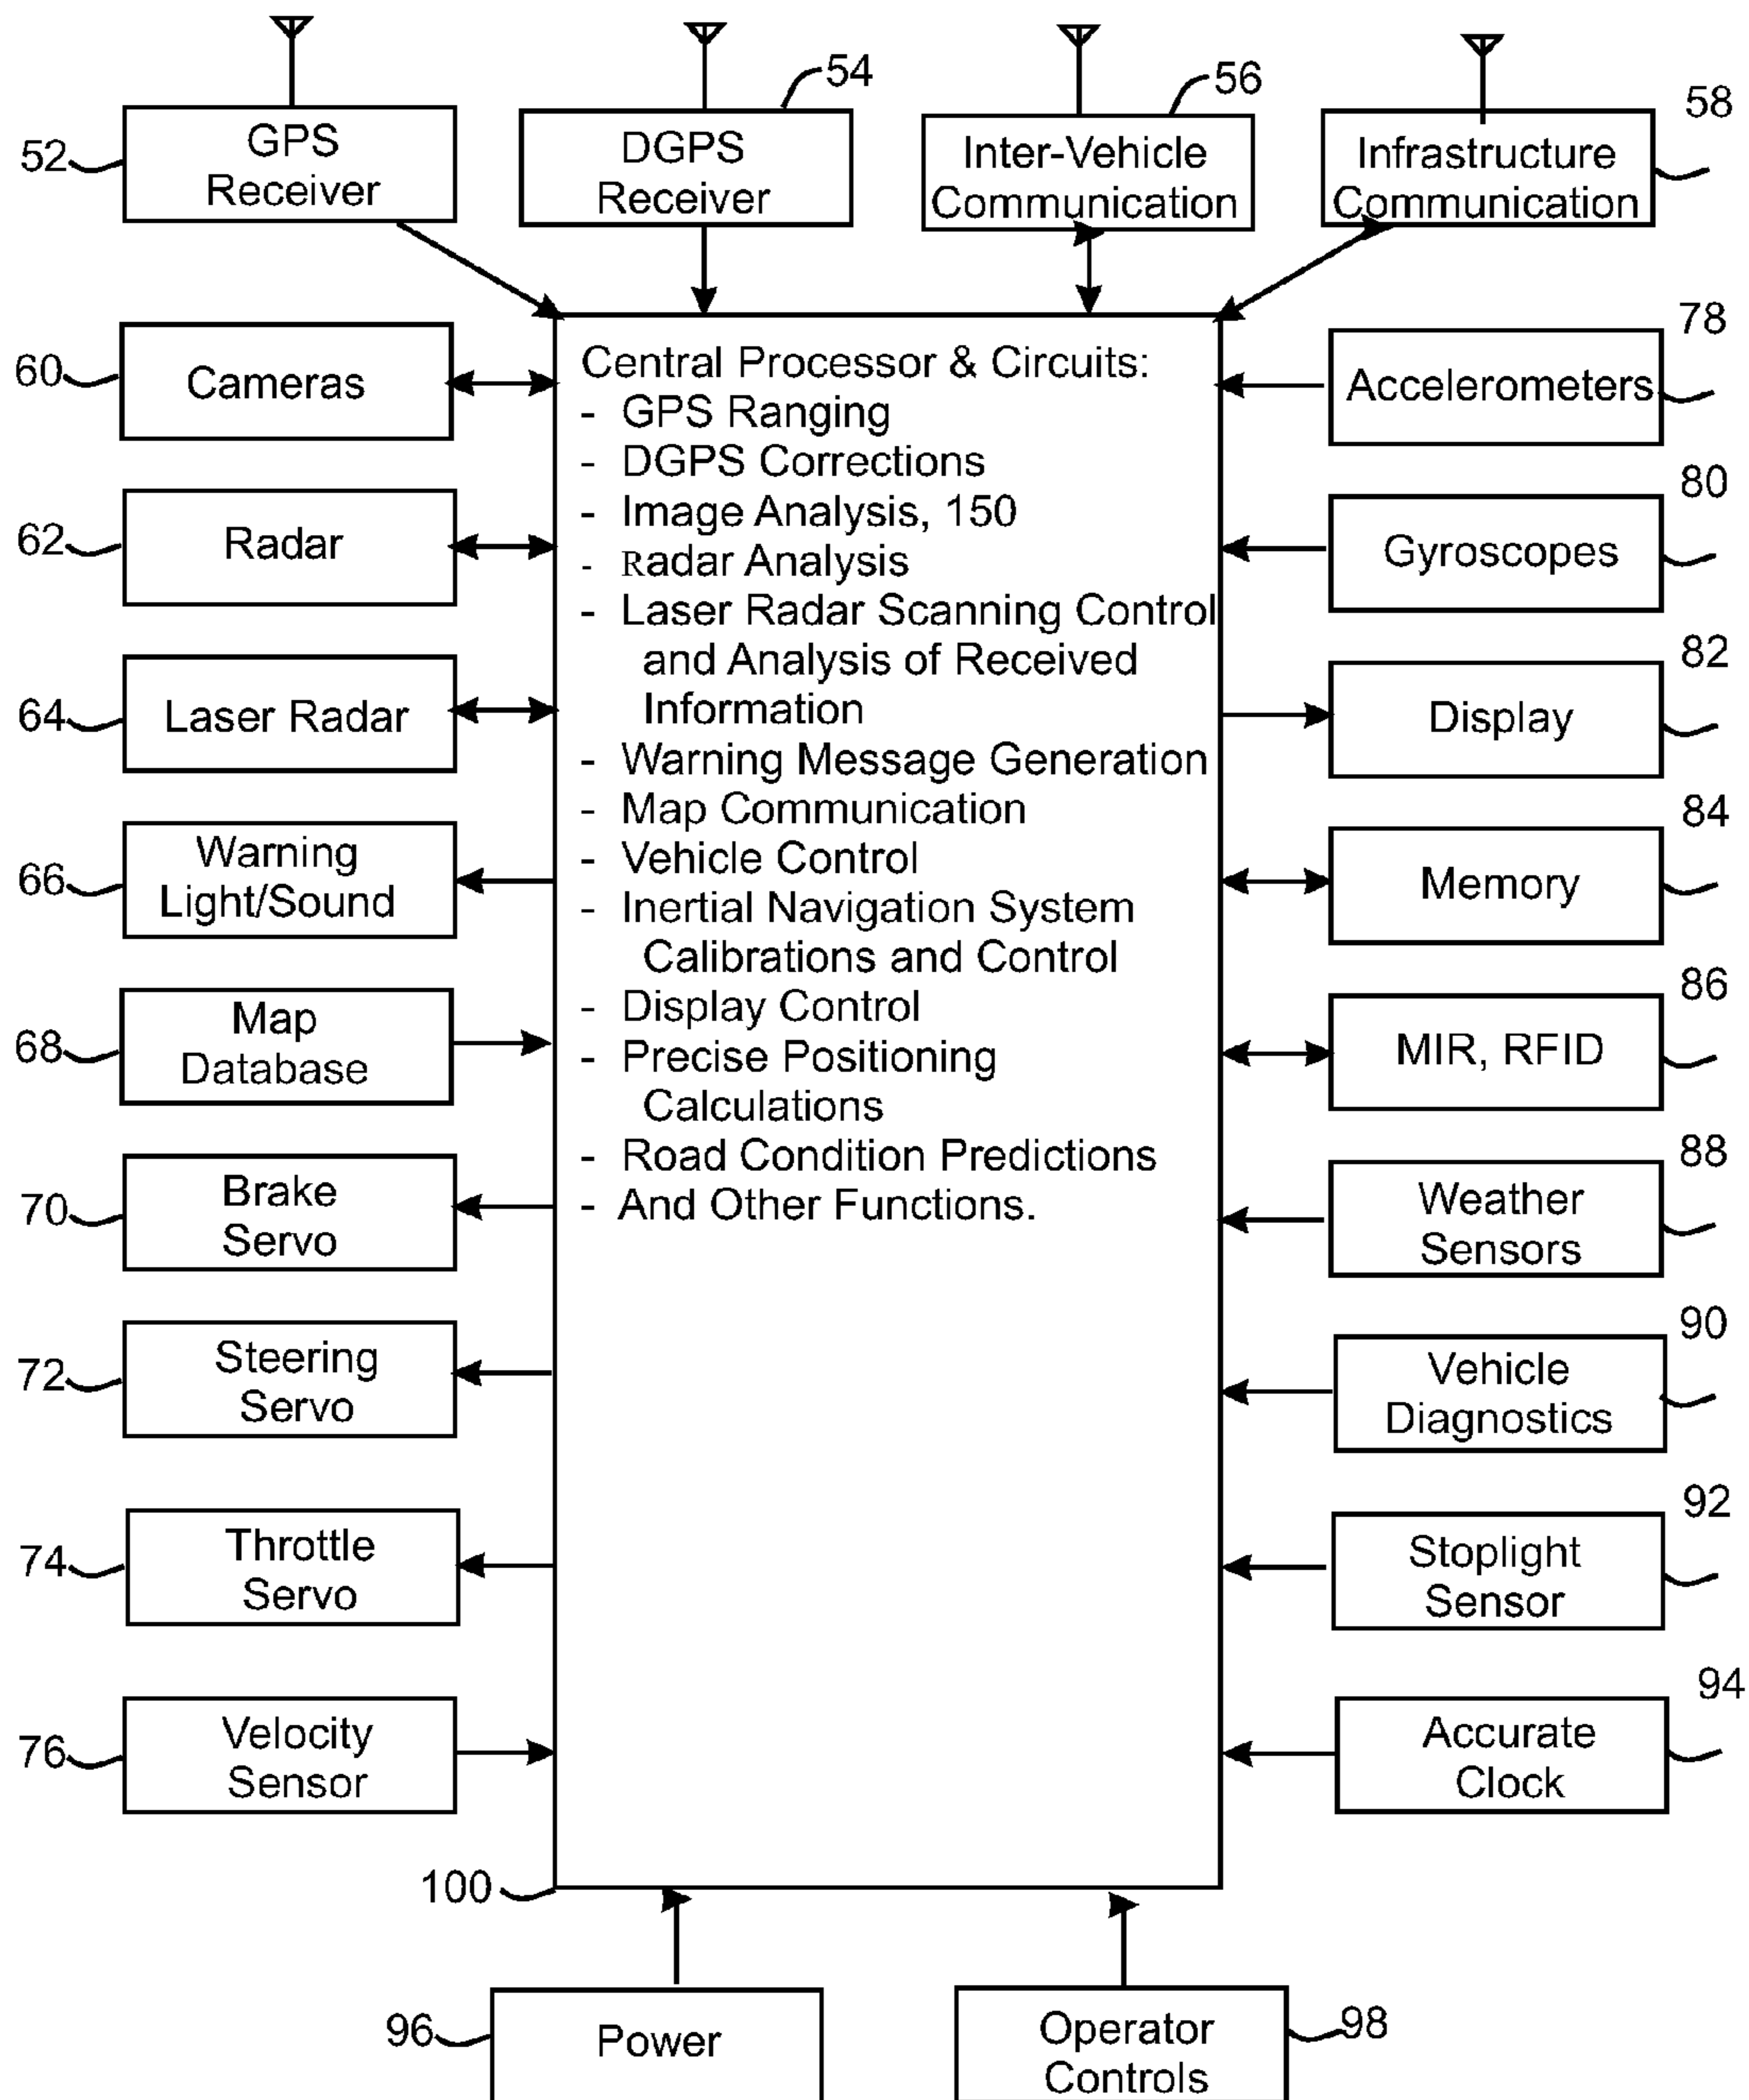 54
56
58
52
GPS
Receiver
DGPS
Receiver
Inter-Vehicle
Communication
Infrastructure
Communication
60
Cameras
62
Radar
64
Laser Radar
66
Warning
Light/Sound
68
Map
Database
70
Brake
Servo
72
Steering
Servo
74
Throttle
Servo
76
Velocity
Sensor
Central Processor & Circuits:
- GPS Ranging
- DGPS Corrections
- Image Analysis, 150
- Radar Analysis
- Laser Radar Scanning Control
and Analysis of Received
Information
- Warning Message Generation
- Map Communication
- Vehicle Control
- Inertial Navigation System
Calibrations and Control
- Display Control
- Precise Positioning
Calculations
- Road Condition Predictions
- And Other Functions.
78
Accelerometers
80
Gyroscopes
82
Display
84
Memory
86
MIR, RFID
88
Weather
Sensors
90
Vehicle
Diagnostics
92
Stoplight
Sensor
94
Accurate
Clock
100
96
Power
Operator
Controls
98